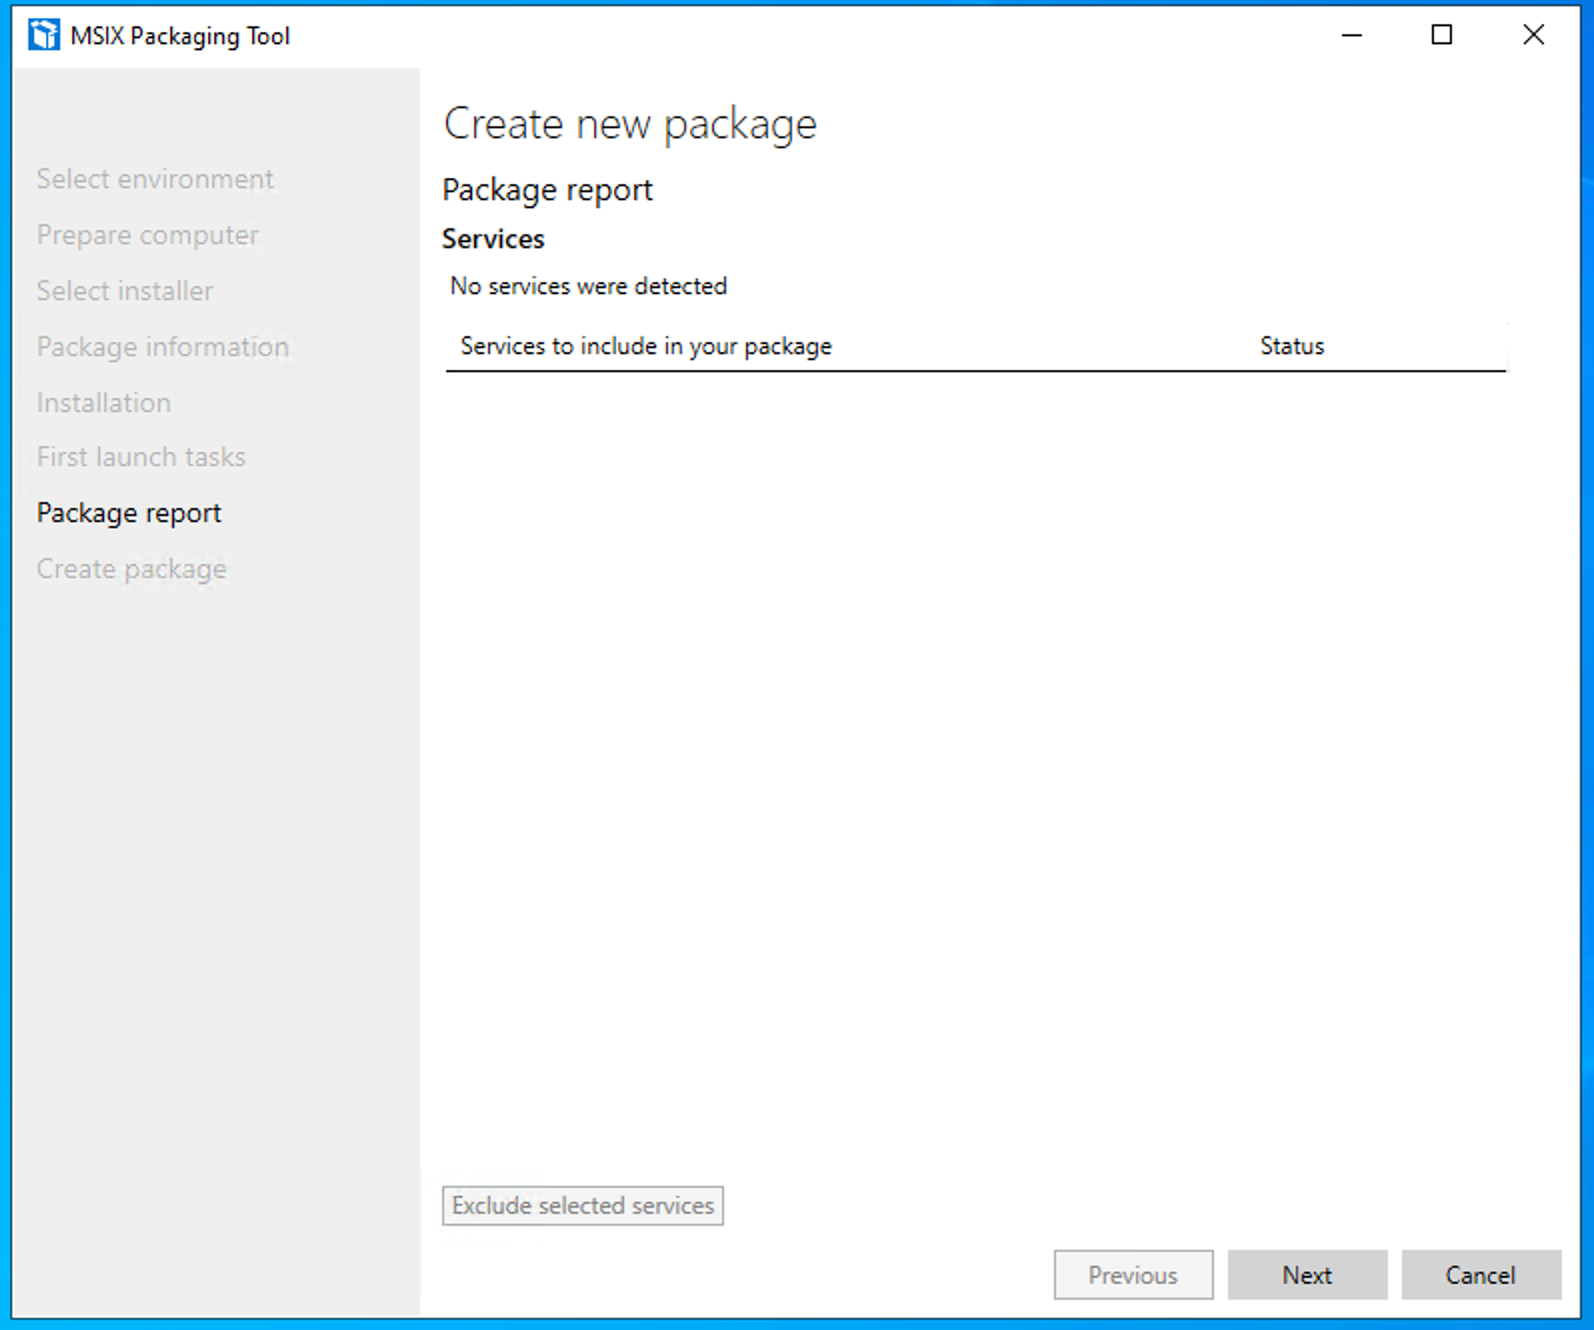 MSIX Packaging Tool
Select environment
Prepare computer
Select installer
Package information
Installation
First launch tasks
Package report
Create package
Create new package
Package report
Services
No services were detected
Services to include in your package Status
Exclude selected services
Previous Next Cancel